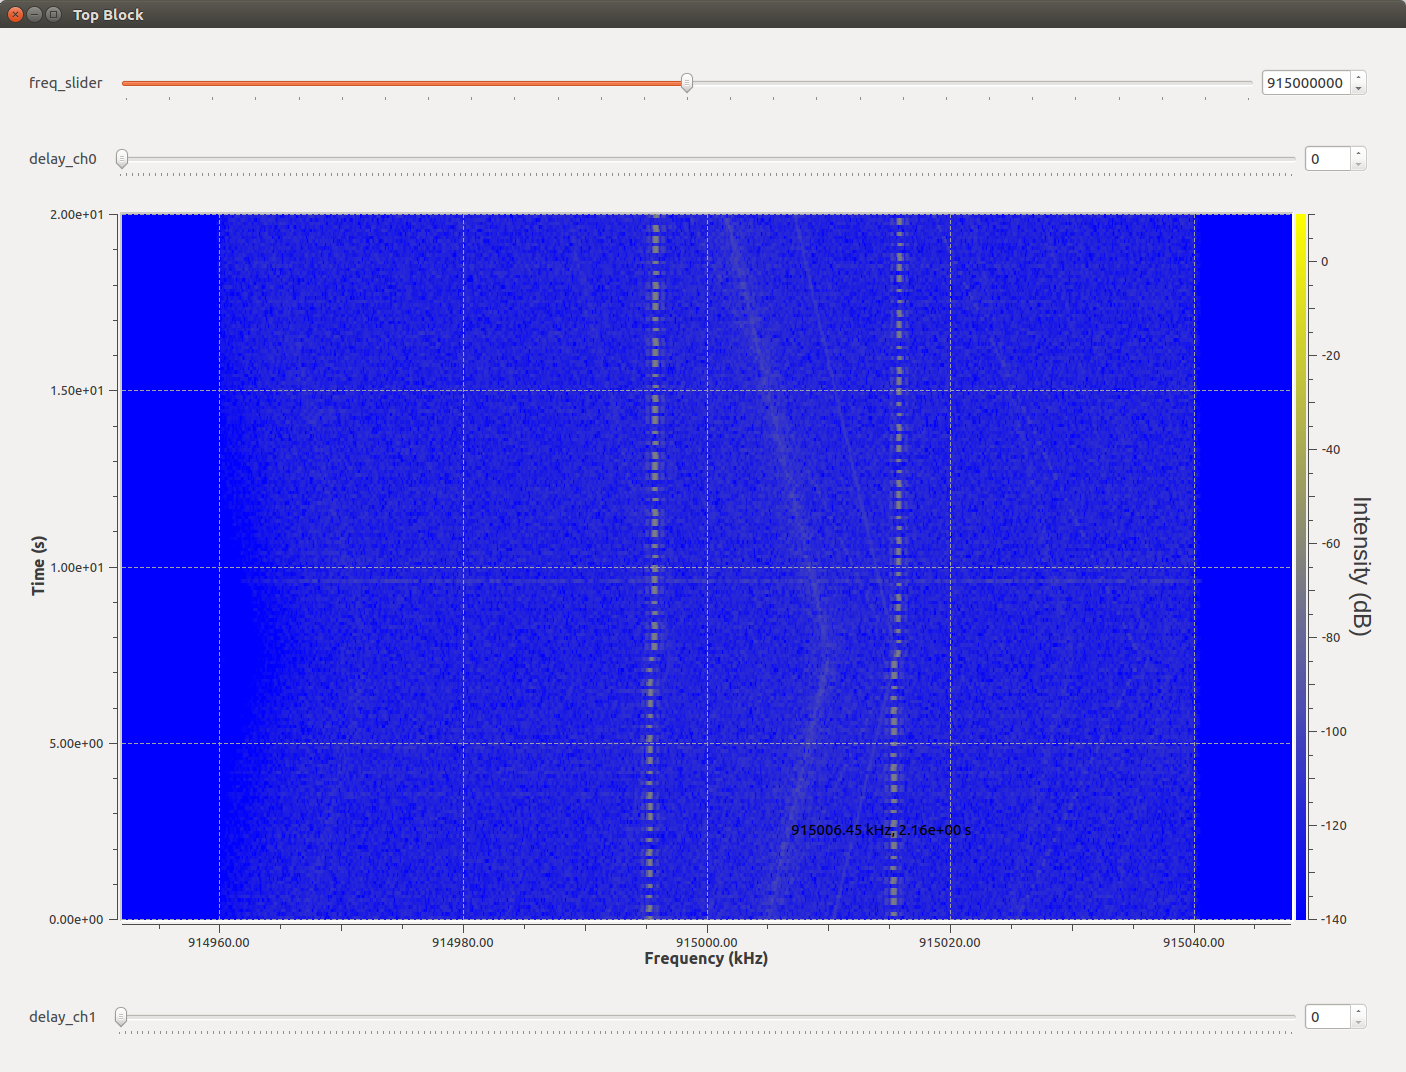 Top Block
freq_slider
915000000
delay_ch0
0
2.00e+01
1.50e+01
1.00e+01
5.00e+00
0.00e+00
Time (s)
915006.45 kHz, 2.16e+00 s
0
-20
-40
-60
-80
-100
-120
-140
Intensity (dB)
914960.00 914980.00 915000.00 915020.00 915040.00
Frequency (kHz)
delay_ch1
0